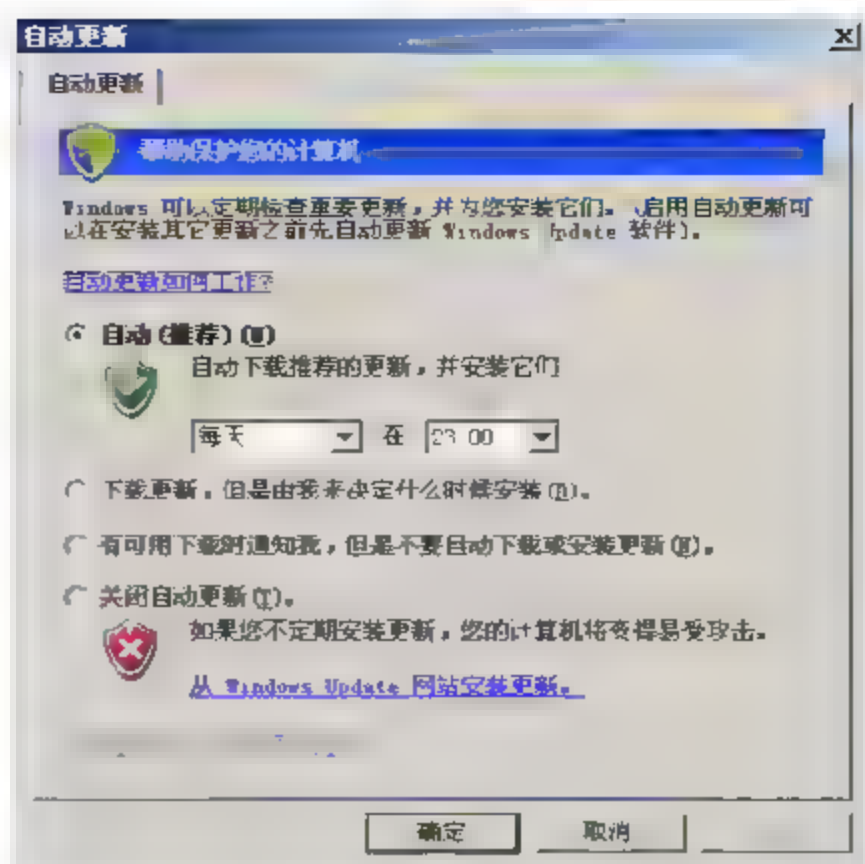 自动更新
自动更新
帮助保护您的计算机
Windows 可以定期检查重要更新，并为您安装它们。（启用自动更新可
以在安装其它更新之前先自动更新 Windows Update 软件）。
自动更新如何工作?
自动(推荐)(U)
自动下载推荐的更新，并安装它们
每天 在 23:00
下载更新，但是由我来决定什么时候安装(D)。
有可用下载时通知我，但是不要自动下载或安装更新(N)。
关闭自动更新(T)。
如果您不定期安装更新，您的计算机将变得易受攻击。
从 Windows Update 网站安装更新。
确定 取消